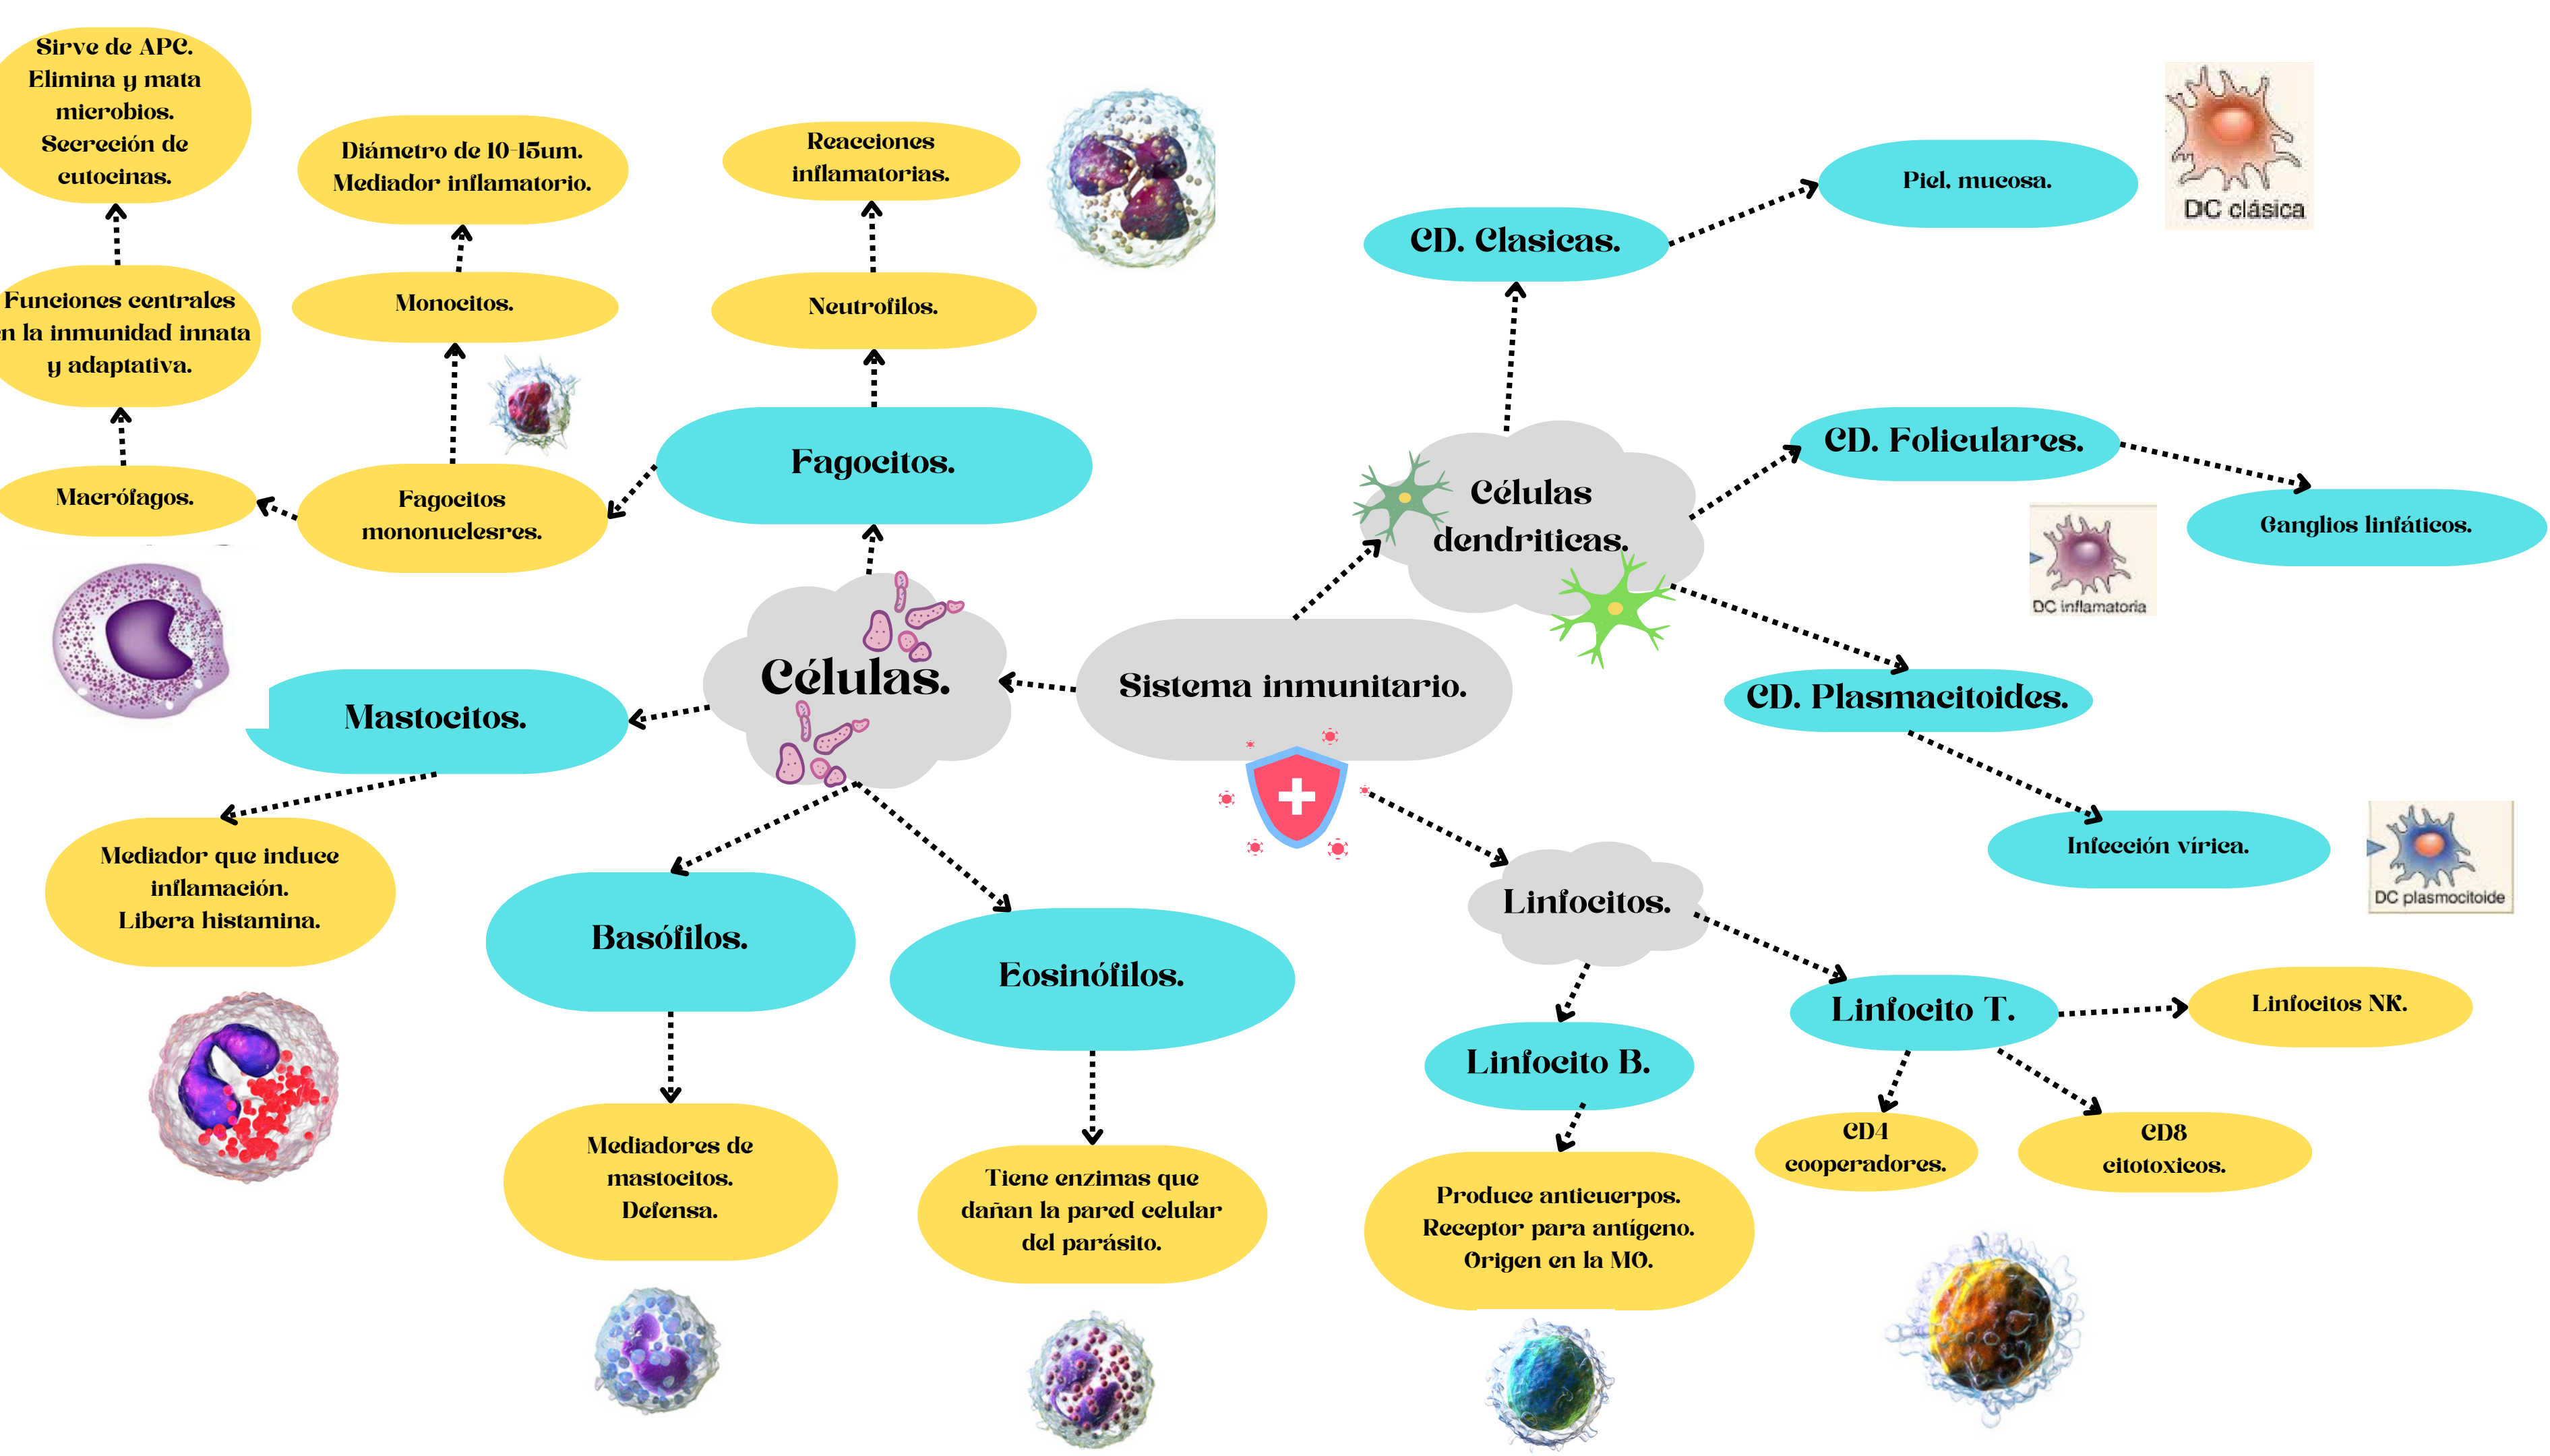 Sirve de APC.
Elimina y mata
microbios.
Secreción de
cutocinas.
Funciones centrales
n la inmunidad innata
y adaptativa.
Macrófagos.
Diámetro de 10-15um.
Mediador inflamatorio.
Monocitos.
Fagocitos
mononuclesres.
Reacciones
inflamatorias.
Neutrofilos.
Fagocitos.
Células.
Mastocitos.
Mediador que induce
inflamación.
Libera histamina.
Basófilos.
Mediadores de
mastocitos.
Defensa.
Eosinófilos.
Tiene enzimas que
dañan la pared celular
del parásito.
Sistema inmunitario.
Células
dendriticas.
CD. Clasicas.
Piel, mucosa.
DC clásica
CD. Foliculares.
Ganglios linfáticos.
DC inflamatoria
CD. Plasmacitoides.
Infección vírica.
DC plasmocitoide
Linfocitos.
Linfocito B.
Produce anticuerpos.
Receptor para antígeno.
Origen en la MO.
Linfocito T.
Linfocitos NK.
CD4
cooperadores.
CD8
citotoxicos.